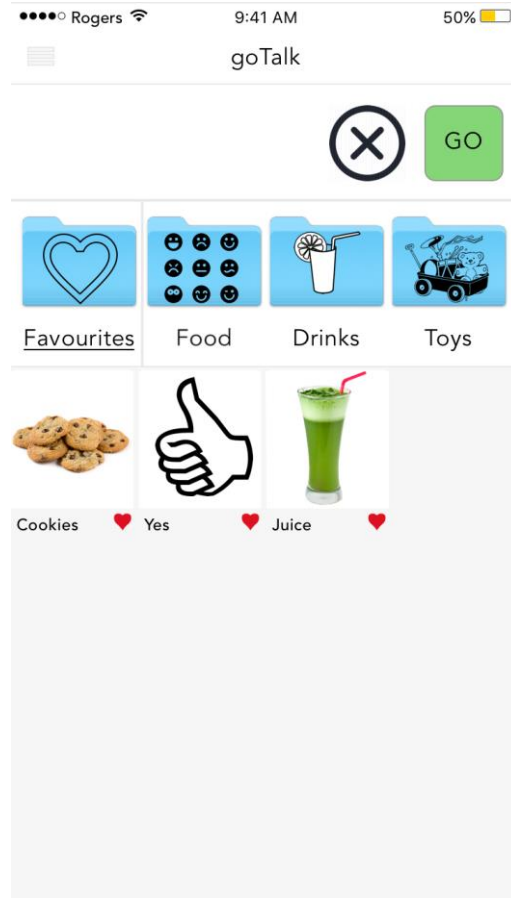 Rogers 9:41 AM 50%
goTalk
GO
Favourites Food Drinks Toys
Cookies Yes Juice